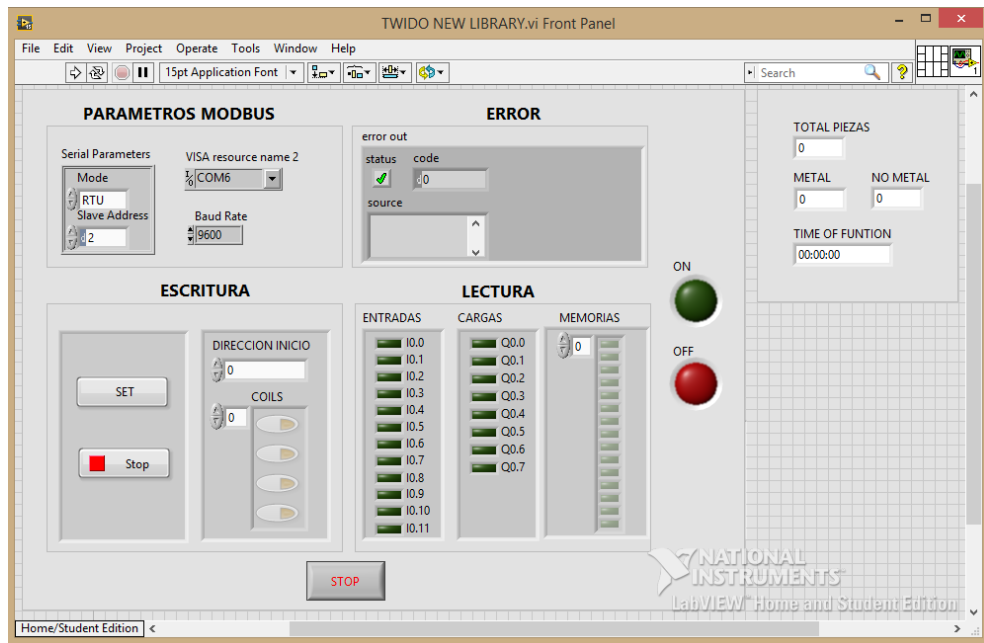 TWIDO NEW LIBRARY.vi Front Panel
File Edit View Project Operate Tools Window Help
15pt Application Font
Search
1
PARAMETROS MODBUS
Serial Parameters
Mode
RTU
Slave Address
d 2
VISA resource name 2
I/O COM6
Baud Rate
9600
ERROR
error out
status code
d 0
source
TOTAL PIEZAS
0
METAL NO METAL
0 0
TIME OF FUNTION
00:00:00
ON
OFF
ESCRITURA
SET
Stop
DIRECCION INICIO
0
COILS
0
LECTURA
ENTRADAS
I0.0
I0.1
I0.2
I0.3
I0.4
I0.5
I0.6
I0.7
I0.8
I0.9
I0.10
I0.11
CARGAS
Q0.0
Q0.1
Q0.2
Q0.3
Q0.4
Q0.5
Q0.6
Q0.7
MEMORIAS
0
STOP
NATIONAL
INSTRUMENTS
LabVIEW Home and Student Edition
Home/Student Edition